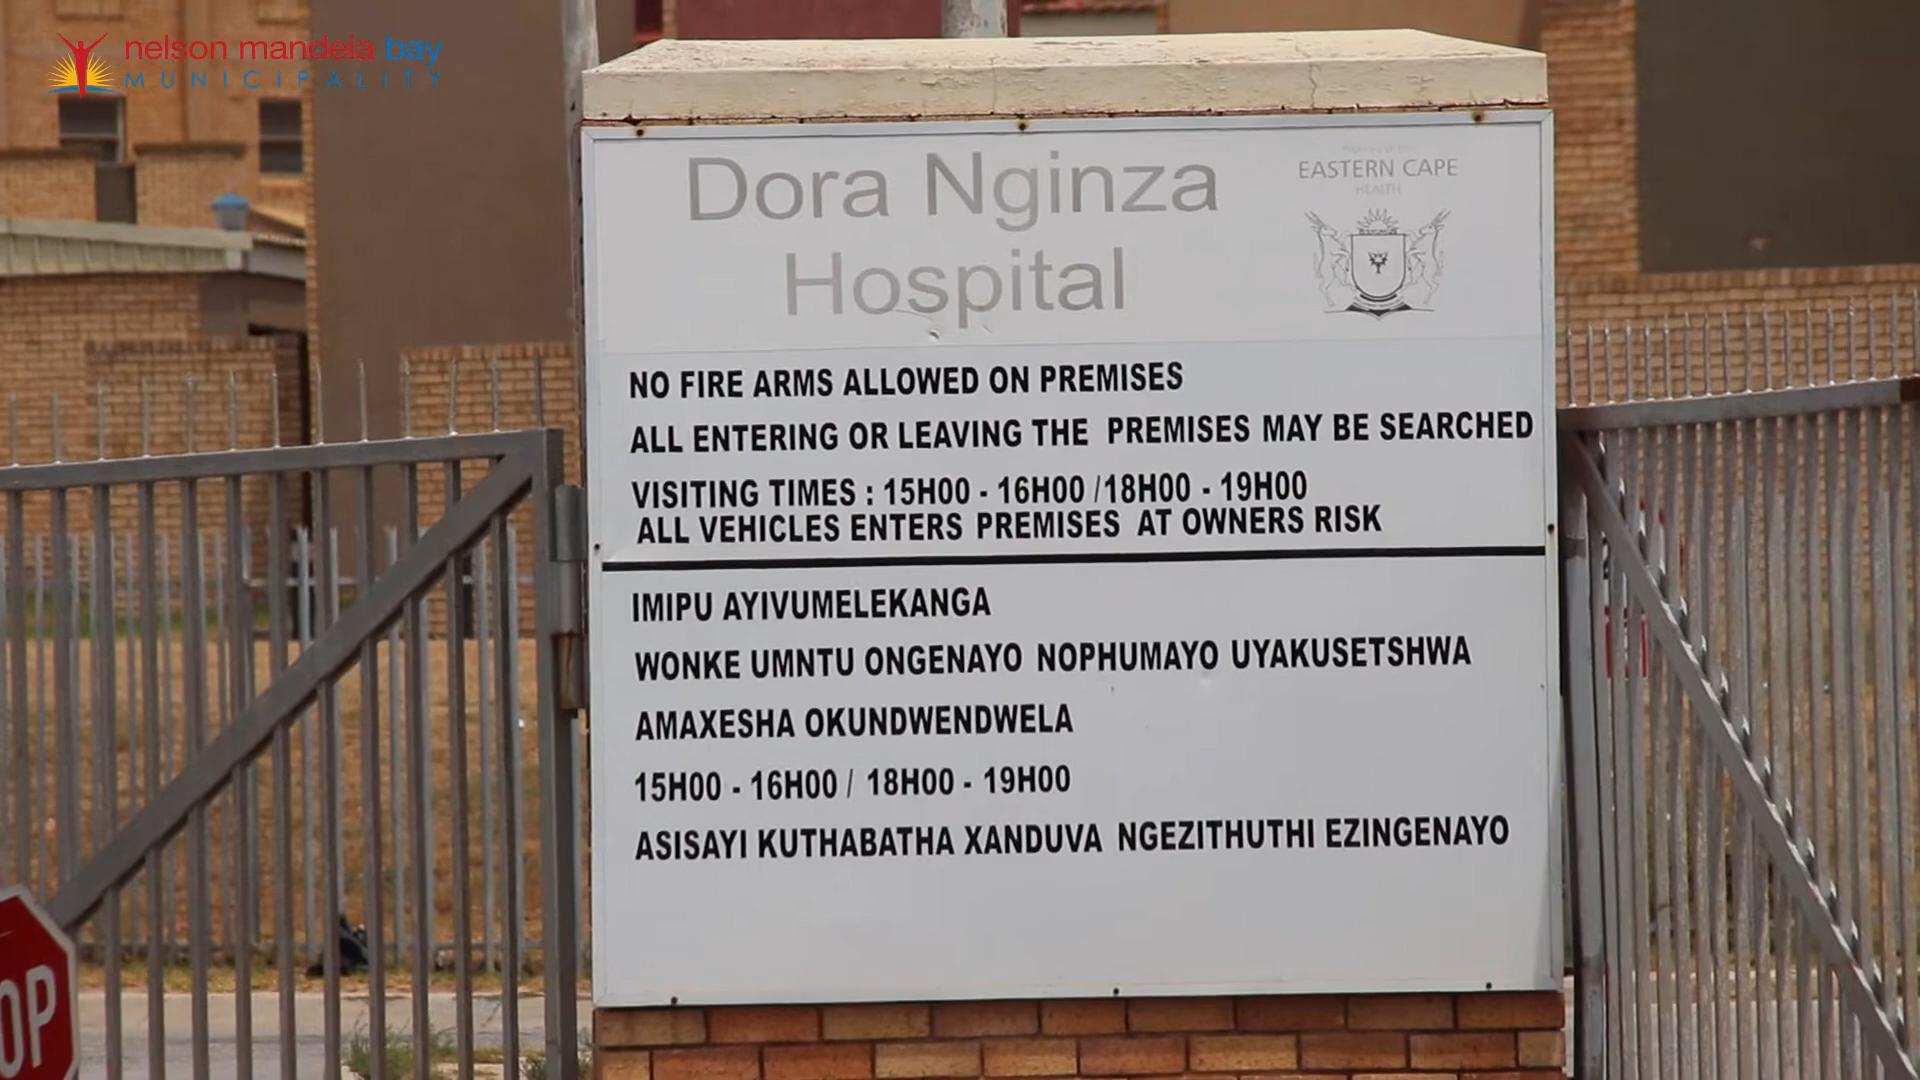 nelson mandela bay
MUNICIPALITY
Dora Nginza
Hospital
EASTERN CAPE
HEALTH
NO FIRE ARMS ALLOWED ON PREMISES
ALL ENTERING OR LEAVING THE PREMISES MAY BE SEARCHED
VISITING TIMES : 15H00 - 16H00 /18H00 - 19H00
ALL VEHICLES ENTERS PREMISES AT OWNERS RISK
IMIPU AYIVUMELEKANGA
WONKE UMNTU ONGENAYO NOPHUMAYO UYAKUSETSHWA
AMAXESHA OKUNDWENDWELA
15H00 - 16H00 / 18H00 - 19H00
ASISAYI KUTHABATHA XANDUVA NGEZITHUTHI EZINGENAYO
OP